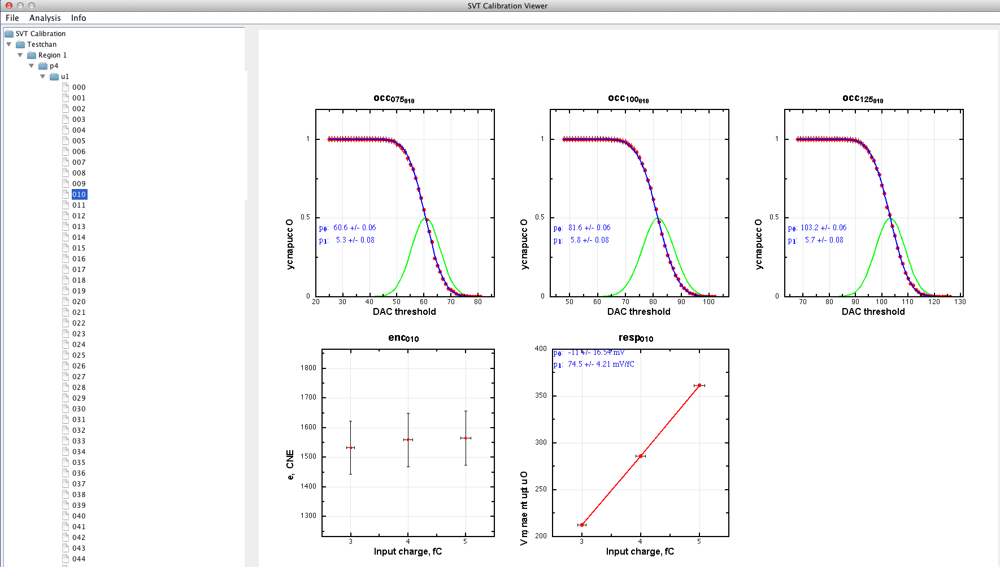 SVT Calibration Viewer
File Analysis Info
SVT Calibration
Testchan
Region 1
p4
u1
000
001
002
003
004
005
006
007
008
009
010
011
012
013
014
015
016
017
018
019
020
021
022
023
024
025
026
027
028
029
030
031
032
033
034
035
036
037
038
039
040
041
042
043
044
occ075010
1
0.5
0
p0: 60.6 +/- 0.06
p1: 5.3 +/- 0.08
ycnapucc O
20 30 40 50 60 70 80
DAC threshold
occ100010
1
0.5
0
p0: 81.6 +/- 0.06
p1: 5.8 +/- 0.08
ycnapucc O
50 60 70 80 90 100
DAC threshold
occ125010
1
0.5
0
p0: 103.2 +/- 0.06
p1: 5.7 +/- 0.08
ycnapucc O
70 80 90 100 110 120 130
DAC threshold
enc010
1800
1700
1600
1500
1400
1300
e, CNE
3 4 5
Input charge, fC
resp010
p0: -11 +/- 16.54 mV
p1: 74.5 +/- 4.21 mV/fC
400
350
300
250
200
V m, nae m t upt u O
3 4 5
Input charge, fC